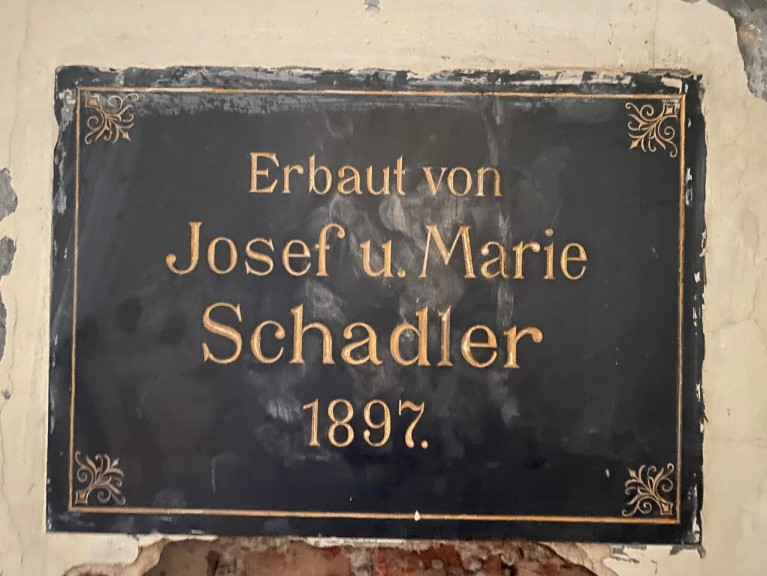 Erbaut von
Josef u. Marie
Schadler
1897.